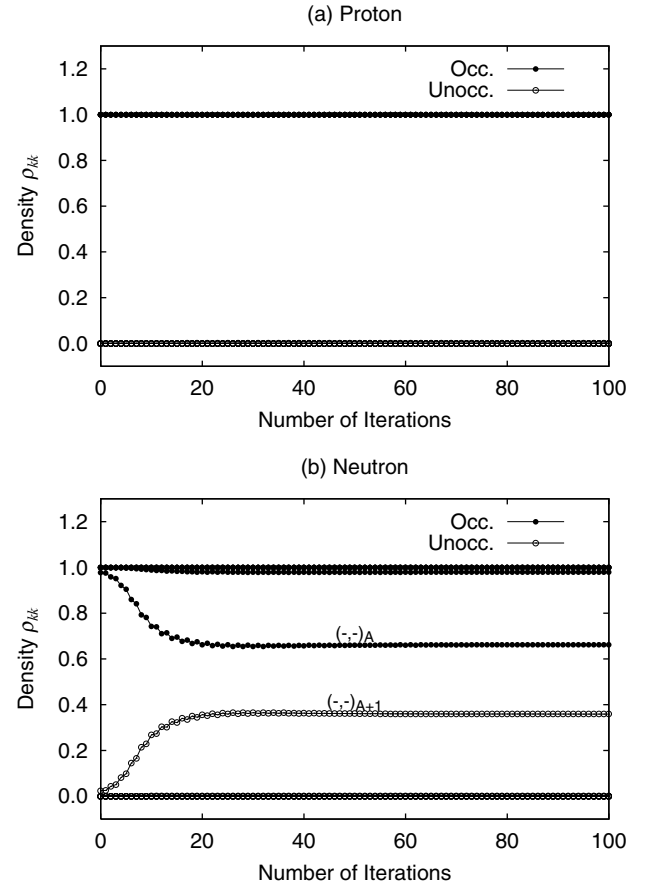 (a) Proton
1.2
1.0
0.8
0.6
0.4
0.2
0.0
Density ρkk
Occ.
Unocc.
0 20 40 60 80 100
Number of Iterations
(b) Neutron
1.2
1.0
0.8
0.6
0.4
0.2
0.0
Density ρkk
Occ.
Unocc.
(-,-)A
(-,-)A+1
0 20 40 60 80 100
Number of Iterations